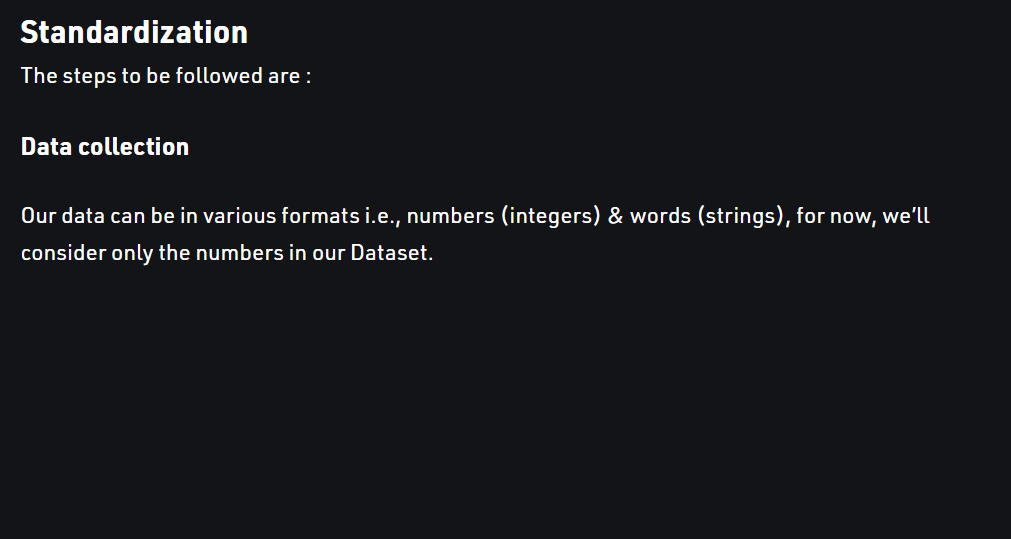 Standardization
The steps to be followed are :
Data collection
Our data can be in various formats i.e., numbers (integers) & words (strings), for now, we’ll
consider only the numbers in our Dataset.